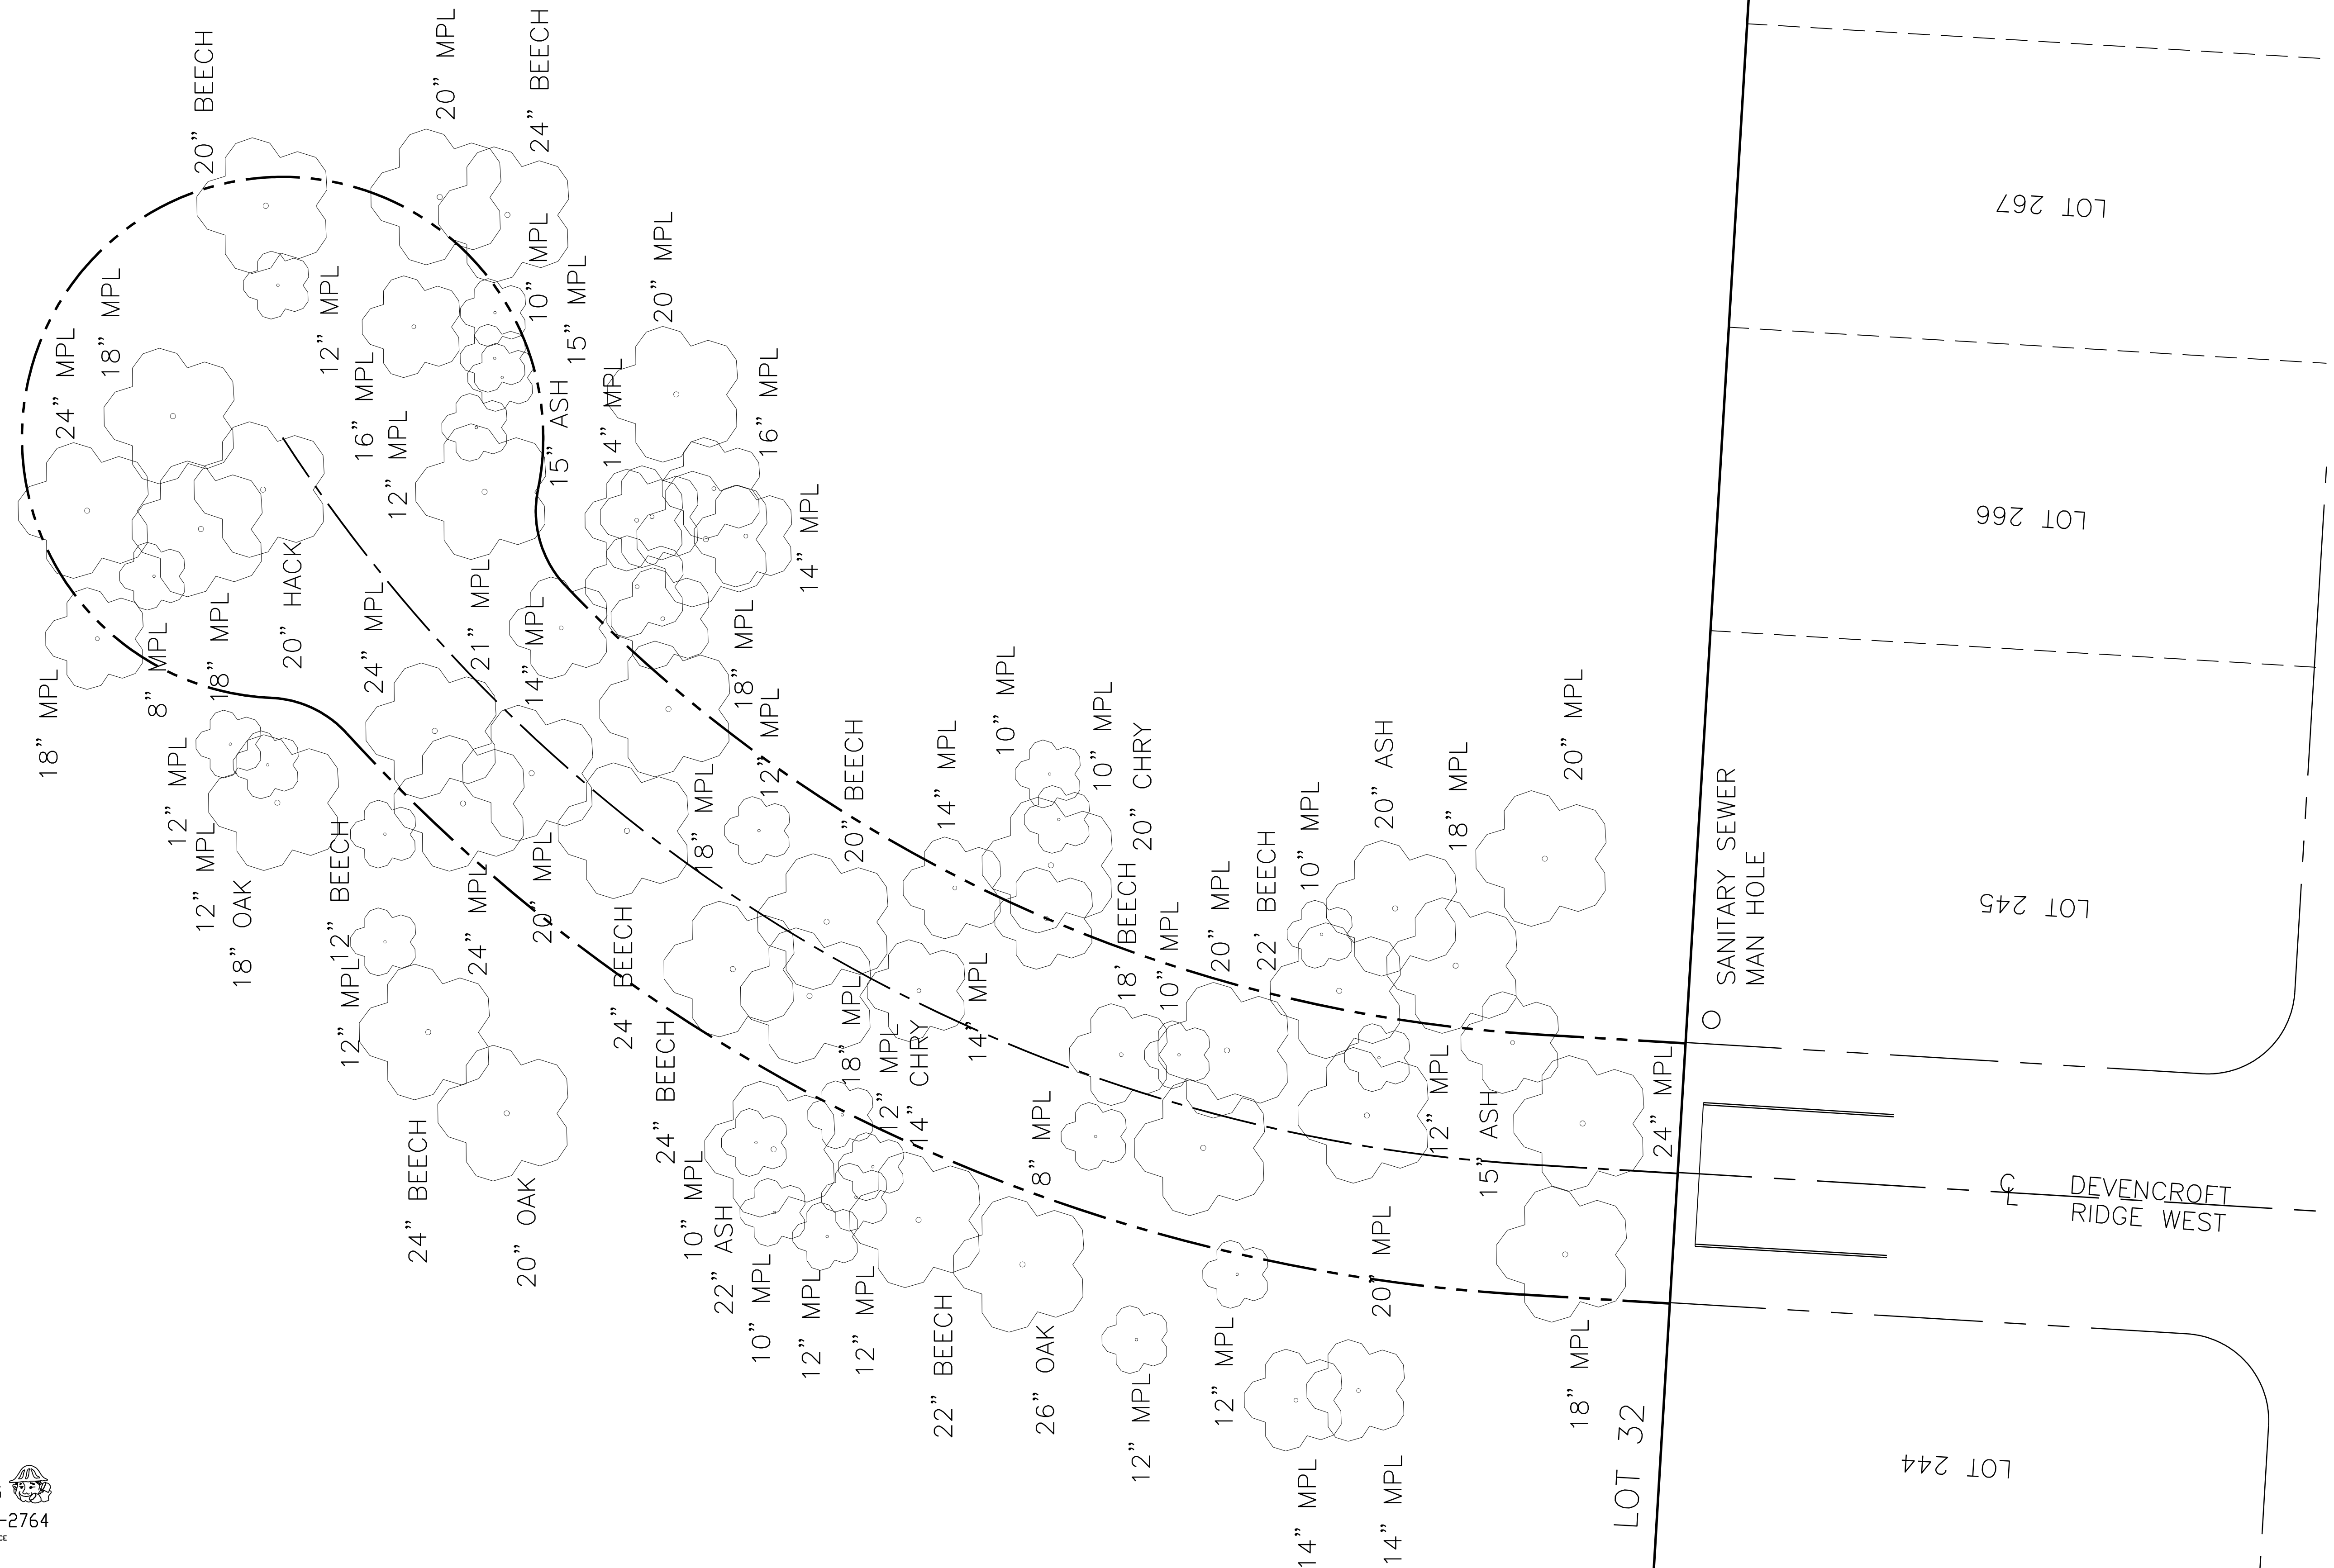 20” BEECH
20” MPL
24” BEECH
10” MPL
15” MPL
20” MPL
18” MPL
24” MPL
12” MPL
16” MPL
12” MPL
15” ASH
14” MPL
16” MPL
14” MPL
20” HACK
18” MPL
8” MPL
18” MPL
24” MPL
21” MPL
14” MPL
18” MPL
12” MPL
12” MPL
12” MPL
18” OAK
12” BEECH
12” MPL
24” MPL
20” MPL
24” BEECH
18” MPL
20” BEECH
14” MPL
10” MPL
10” MPL
20” CHRY
18’ BEECH
10” MPL
20” MPL
22’ BEECH
10” MPL
20” ASH
18” MPL
20” MPL
24” BEECH
20” OAK
24” BEECH
10” MPL
22” ASH
10” MPL
12” MPL
12” MPL
18” MPL
12” MPL
14” CHRY
14” MPL
22” BEECH
26” OAK
8” MPL
12” MPL
12” MPL
14” MPL
14” MPL
20” MPL
12” MPL
15” ASH
24” MPL
18” MPL
LOT 32
SANITARY SEWER
MAN HOLE
LOT 267
LOT 266
LOT 245
LOT 244
CL
DEVENCROFT
RIDGE WEST
-2764
CE